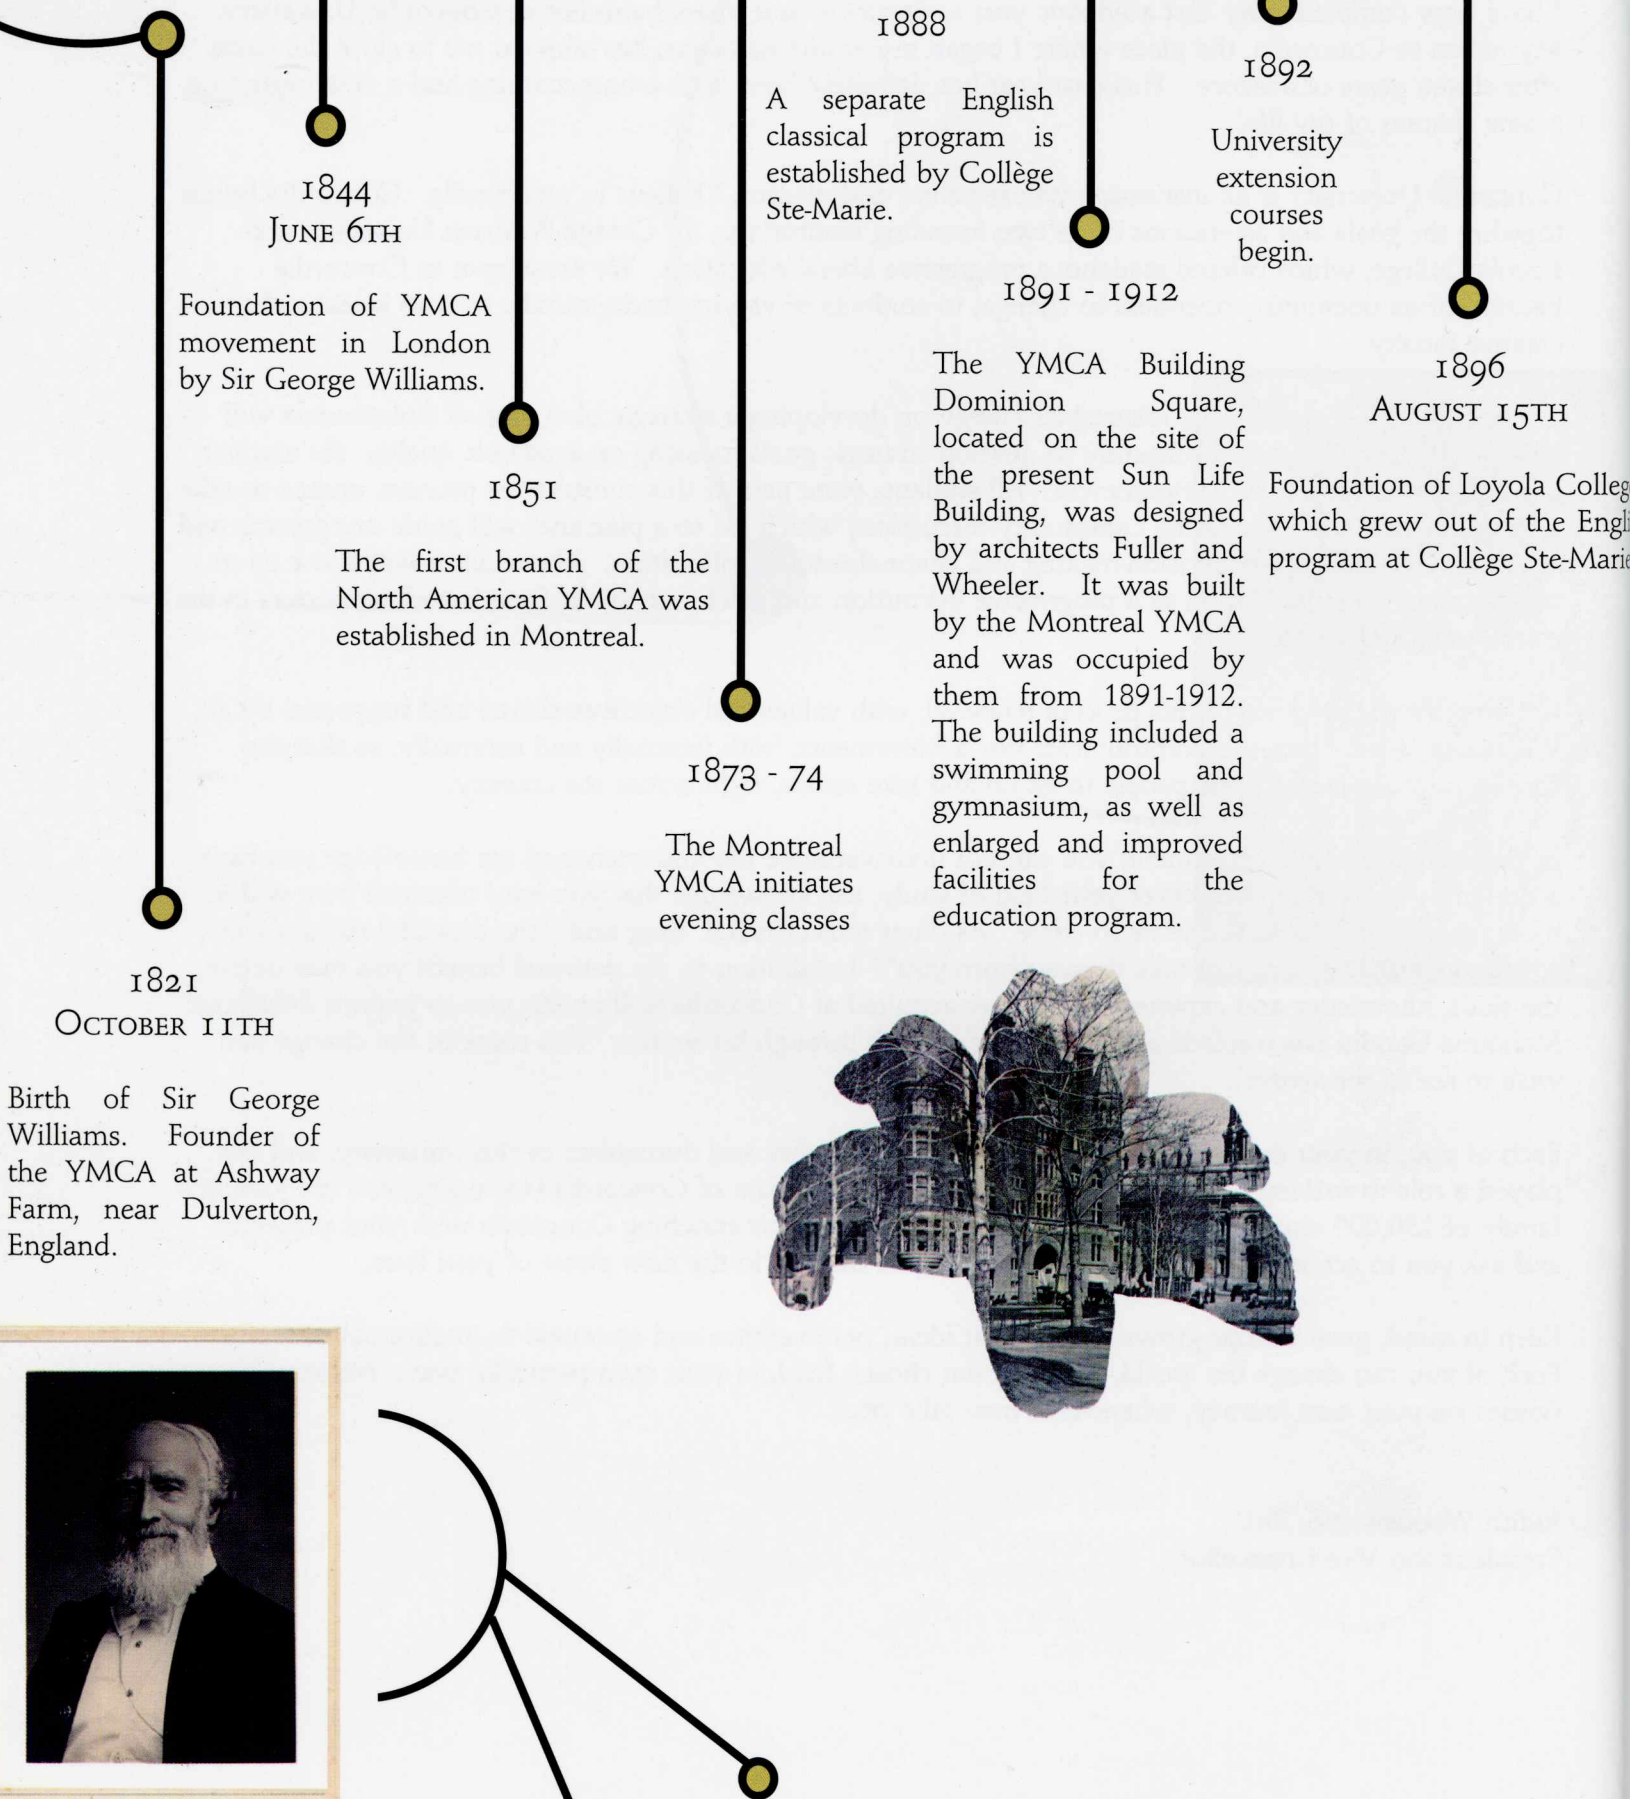 1821
October 11th
Birth of Sir George
Williams. Founder of
the YMCA at Ashway
Farm, near Dulverton,
England.
1844
June 6th
Foundation of YMCA
movement in London
by Sir George Williams.
1851
The first branch of the
North American YMCA was
established in Montreal.
1873 - 74
The Montreal
YMCA initiates
evening classes
1888
A separate English
classical program is
established by Collège
Ste-Marie.
1891 - 1912
The YMCA Building
Dominion Square,
located on the site of
the present Sun Life
Building, was designed
by architects Fuller and
Wheeler. It was built
by the Montreal YMCA
and was occupied by
them from 1891-1912.
The building included a
swimming pool and
gymnasium, as well as
enlarged and improved
facilities for the
education program.
1892
University
extension
courses
begin.
1896
August 15th
Foundation of Loyola
which grew out of the
program at Collège